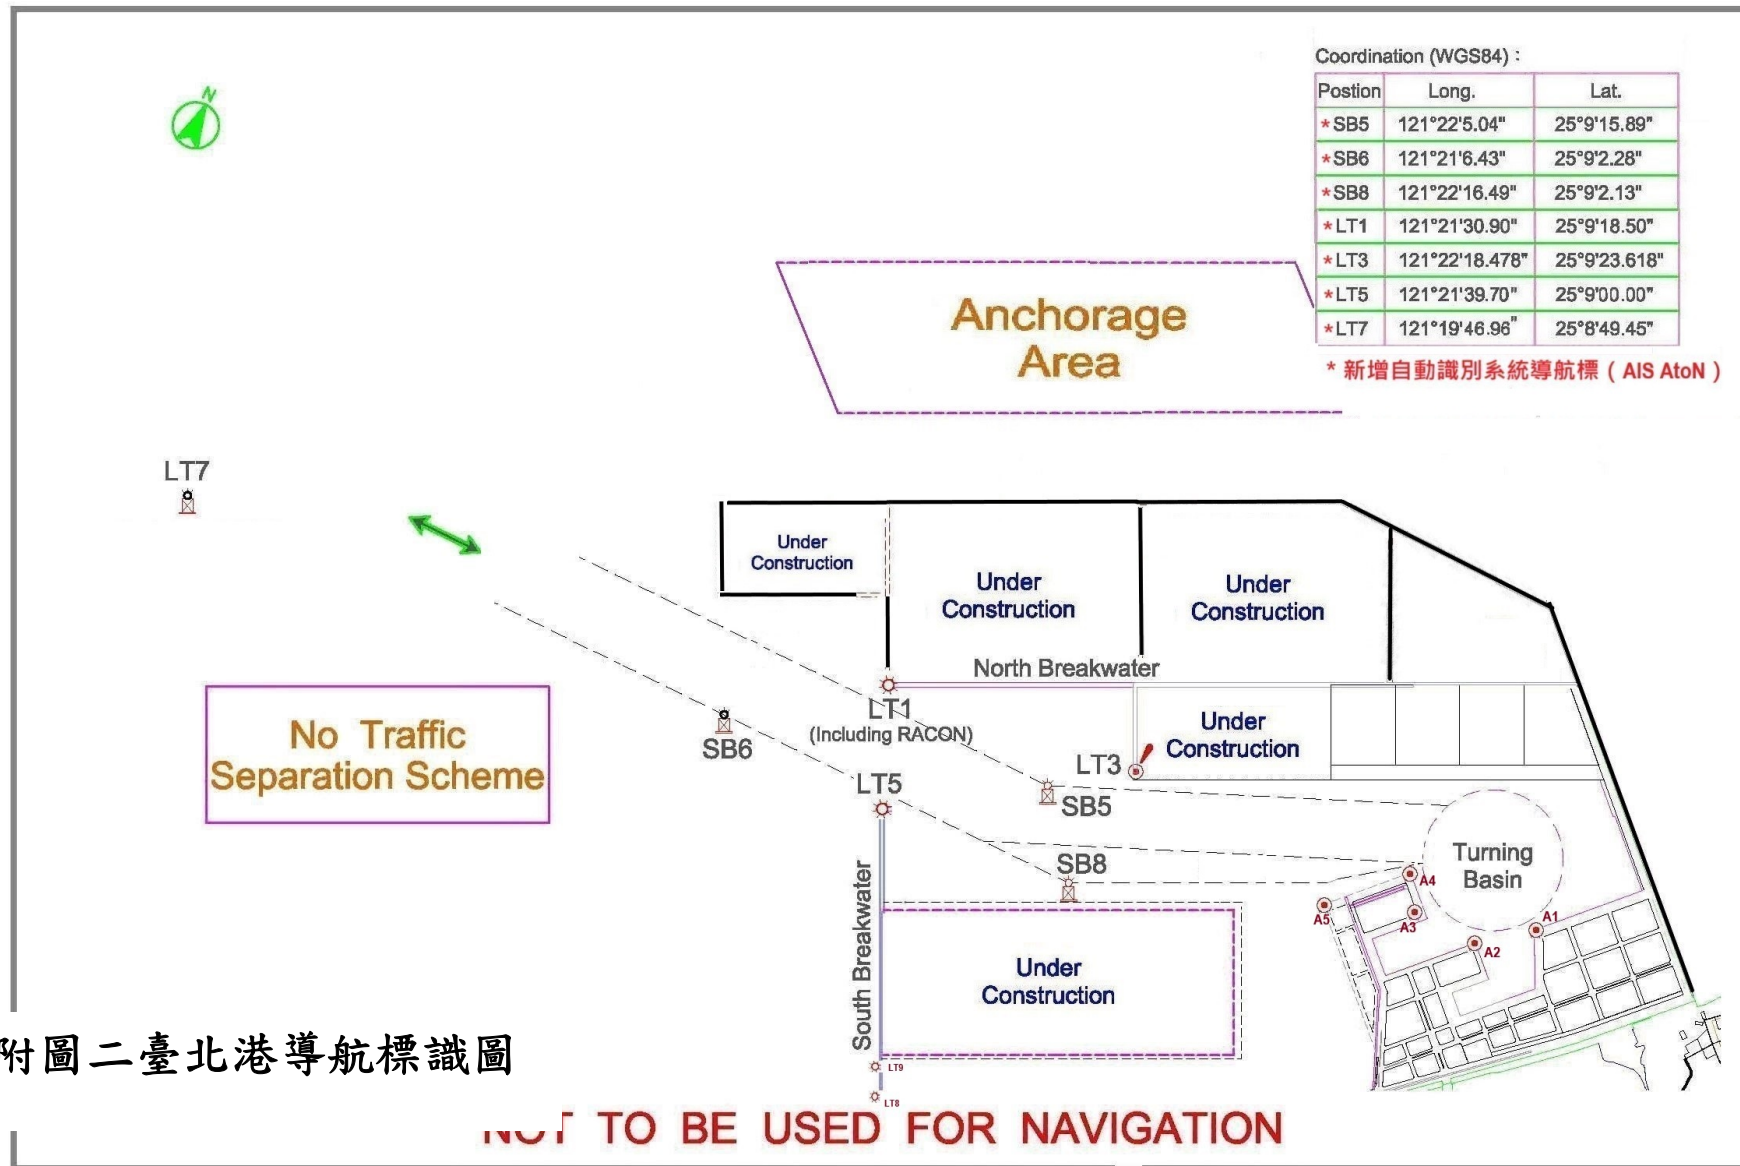 N
Coordination (WGS84) :
Postion Long. Lat.
*SB5 121°22'5.04" 25°9'15.89"
*SB6 121°21'6.43" 25°9'2.28"
*SB8 121°22'16.49" 25°9'2.13"
*LT1 121°21'30.90" 25°9'18.50"
*LT3 121°22'18.478" 25°9'23.618"
*LT5 121°21'39.70" 25°9'00.00"
*LT7 121°19'46.96" 25°8'49.45"
* 新增自動識別系統導航標（AIS AtoN）
Anchorage
Area
LT7
Under
Construction
Under
Construction
Under
Construction
North Breakwater
LT1
(Including RACON)
SB6
No Traffic
Separation Scheme
Under
Construction
LT3
LT5
SB5
SB8
Turning
Basin
A4
A5
A3
A1
A2
South Breakwater
Under
Construction
附圖二臺北港導航標識圖
LT9
LT8
NOT TO BE USED FOR NAVIGATION